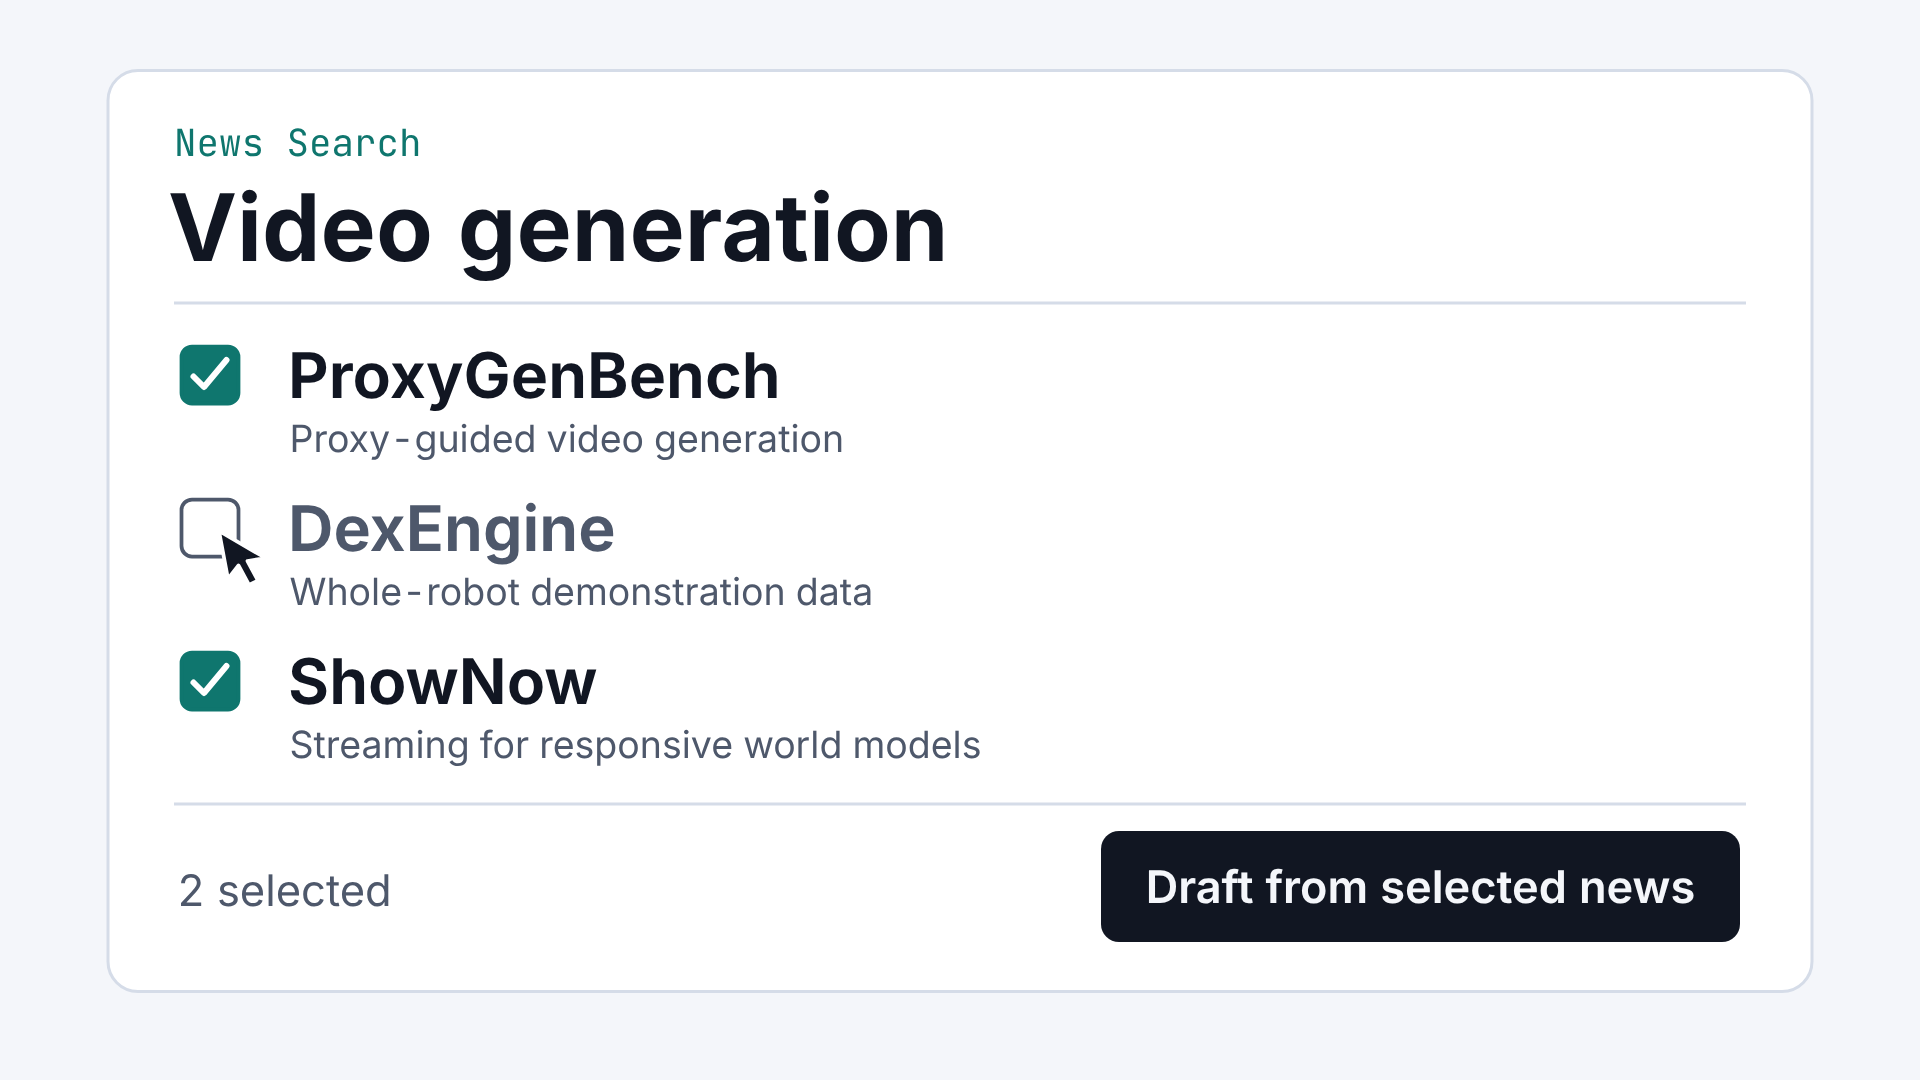 News Search
Video generation
ProxyGenBench
Proxy-guided video generation
DexEngine
Whole-robot demonstration data
ShowNow
Streaming for responsive world models
2 selected
Draft from selected news